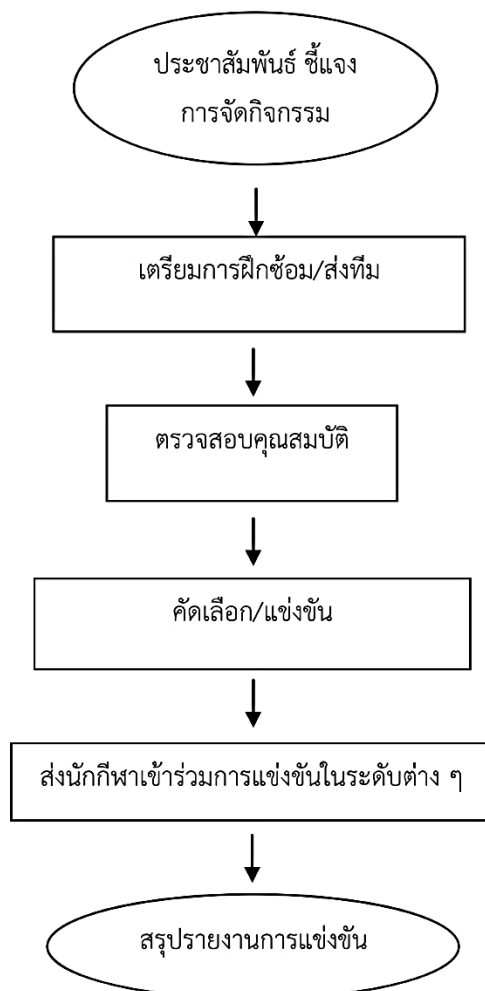 ประชาสัมพันธ์ ชี้แจง
การจัดกิจกรรม
เตรียมการฝึกซ้อม/ส่งทีม
ตรวจสอบคุณสมบัติ
คัดเลือก/แข่งขัน
ส่งนักกีฬาเข้าร่วมการแข่งขันในระดับต่าง ๆ
สรุปรายงานการแข่งขัน